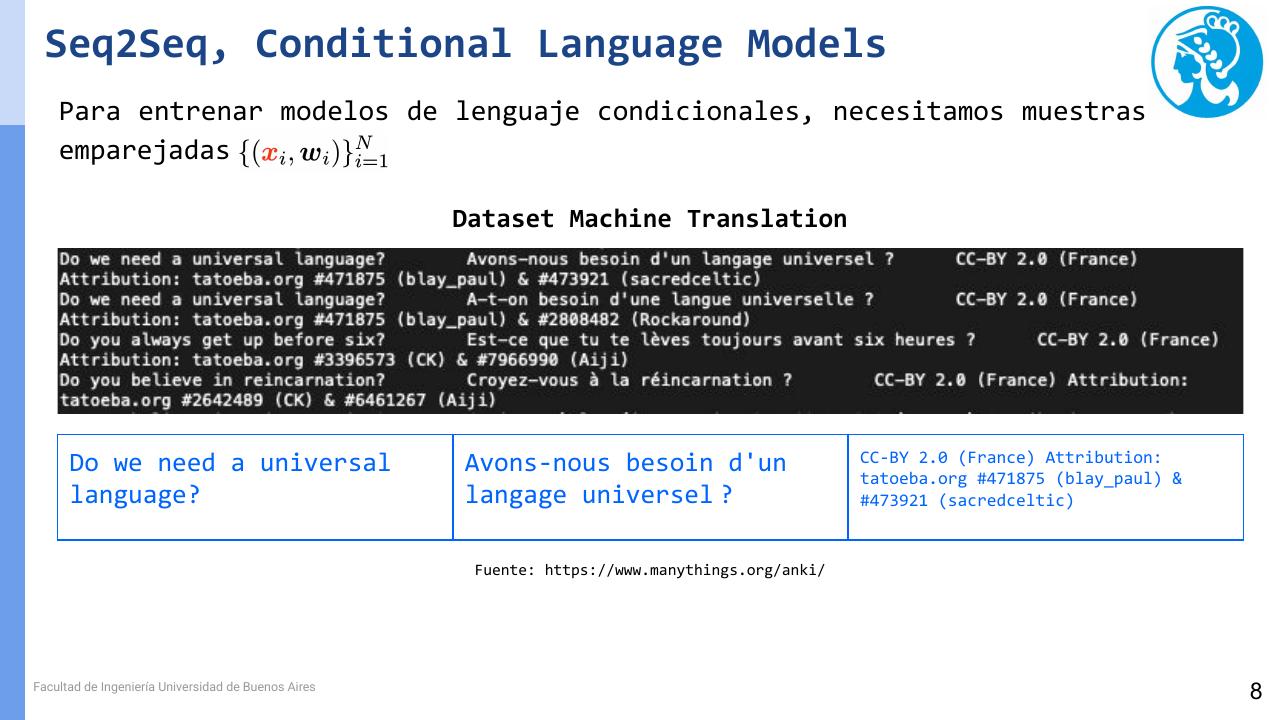 Seq2Seq, Conditional Language Models
Para entrenar modelos de lenguaje condicionales, necesitamos muestras
emparejadas {(x_i, w_i)}_{i=1}^N
Dataset Machine Translation
Do we need a universal language? Avons-nous besoin d'un langage universel ? CC-BY 2.0 (France)
Attribution: tatoeba.org #471875 (blay_paul) & #473921 (sacredceltic)
Do we need a universal language? A-t-on besoin d'une langue universelle ? CC-BY 2.0 (France)
Attribution: tatoeba.org #471875 (blay_paul) & #2808482 (Rockaround)
Do you always get up before six? Est-ce que tu te lèves toujours avant six heures ? CC-BY 2.0 (France)
Attribution: tatoeba.org #3396573 (CK) & #7966990 (Aiji)
Do you believe in reincarnation? Croyez-vous à la réincarnation ? CC-BY 2.0 (France) Attribution:
tatoeba.org #2642489 (CK) & #6461267 (Aiji)
Do we need a universal
language?
Avons-nous besoin d'un
langage universel ?
CC-BY 2.0 (France) Attribution:
tatoeba.org #471875 (blay_paul) &
#473921 (sacredceltic)
Fuente: https://www.manythings.org/anki/
Facultad de Ingeniería Universidad de Buenos Aires
8